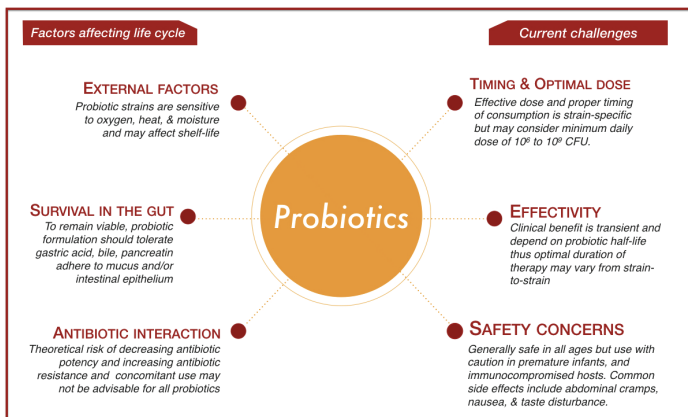 Factors affecting life cycle
Current challenges
EXTERNAL FACTORS
Probiotic strains are sensitive
to oxygen, heat, & moisture
and may affect shelf-life
SURVIVAL IN THE GUT
To remain viable, probiotic
formulation should tolerate
gastric acid, bile, pancreatin
adhere to mucus and/or
intestinal epithelium
ANTIBIOTIC INTERACTION
Theoretical risk of decreasing antibiotic
potency and increasing antibiotic
resistance and concomitant use may
not be advisable for all probiotics
Probiotics
TIMING & OPTIMAL DOSE
Effective dose and proper timing
of consumption is strain-specific
but may consider minimum daily
dose of 10⁶ to 10⁹ CFU.
EFFECTIVITY
Clinical benefit is transient and
depend on probiotic half-life
thus optimal duration of
therapy may vary from strain-
to-strain
SAFETY CONCERNS
Generally safe in all ages but use with
caution in premature infants, and
immunocompromised hosts. Common
side effects include abdominal cramps,
nausea, & taste disturbance.